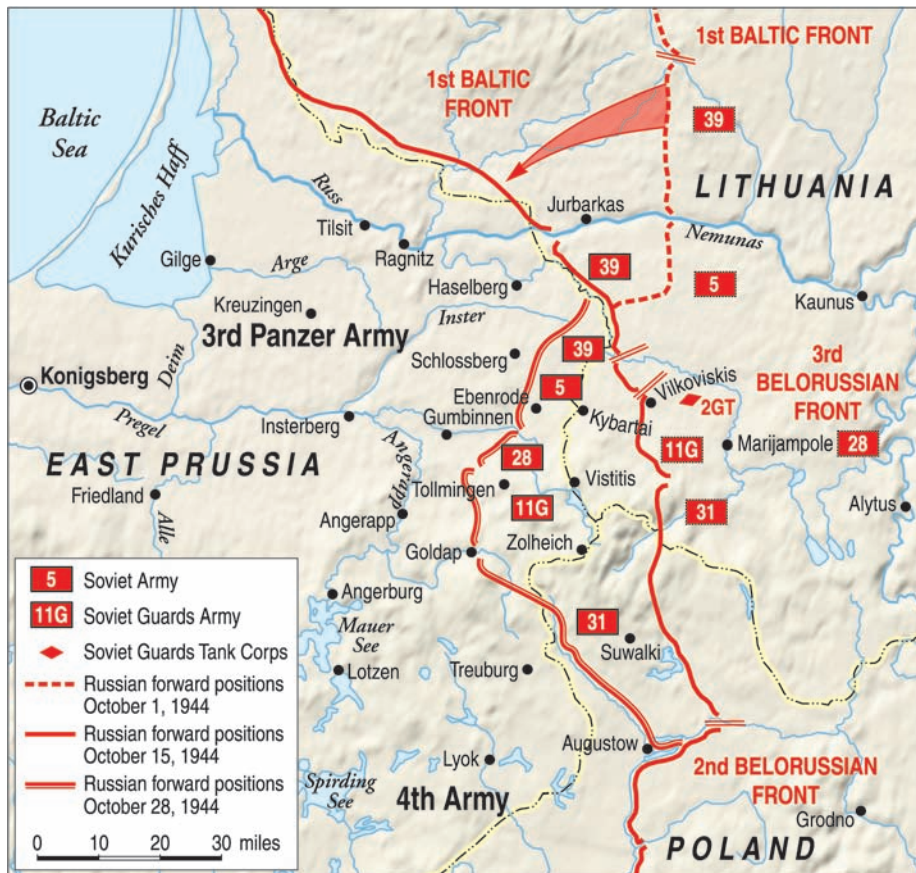 1st BALTIC FRONT
1st BALTIC
FRONT
Baltic
Sea
39
LITHUANIA
Kurisches Haff
Russ
Jurbarkas
Tilsit
Nemunas
Ragnitz
Gilge
Arge
39
5
Haselberg
Kaunus
Kreuzingen
Inster
3rd Panzer Army
Deim
39
Schlossberg
3rd
BELORUSSIAN
FRONT
Konigsberg
5
Ebenrode
Vilkoviskis
2GT
Pregel
Insterberg
Gumbinnen
Kybartai
11G
Marijampole
28
EAST PRUSSIA
Angerupp
28
Friedland
Tollmingen
Vistitis
Alle
11G
31
Alytus
Angerapp
Zolheich
Goldap
5
Soviet Army
11G
Soviet Guards Army
Soviet Guards Tank Corps
Russian forward positions
October 1, 1944
Russian forward positions
October 15, 1944
Russian forward positions
October 28, 1944
0 10 20 30 miles
Angerburg
Mauer
See
31
Suwalki
Lotzen
Treuburg
Augustow
Lyok
2nd BELORUSSIAN
FRONT
Spirding
See
4th Army
Grodno
POLAND